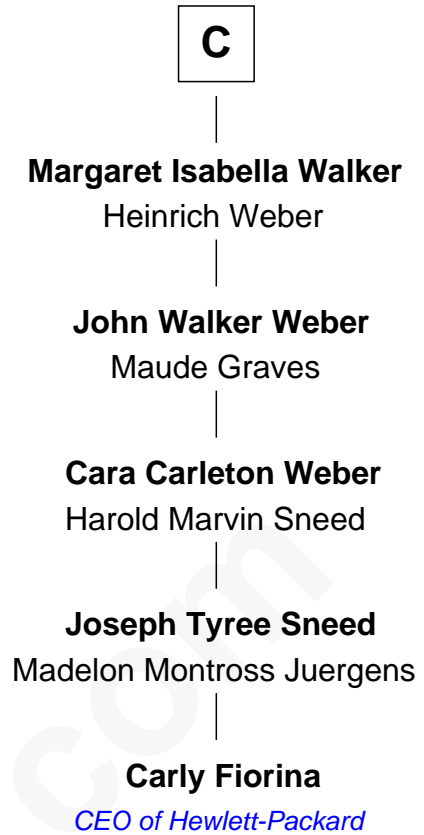 C
Margaret Isabella Walker
Heinrich Weber
John Walker Weber
Maude Graves
Cara Carleton Weber
Harold Marvin Sneed
Joseph Tyree Sneed
Madelon Montross Juergens
Carly Fiorina
CEO of Hewlett-Packard
com